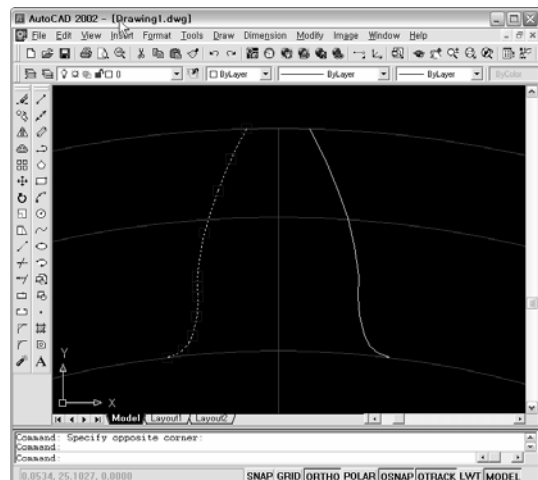 AutoCAD 2002 - [Drawing1.dwg]
File Edit View Insert Format Tools Draw Dimension Modify Image Window Help
0 ByLayer ByLayer ByLayer ByColor
A
Y
X
Model Layout1 Layout2
Command: Specify opposite corner:
Command:
Command:
0.0534, 25.1027, 0.0000 SNAP GRID ORTHO POLAR OSNAP OTRACK LWT MODEL